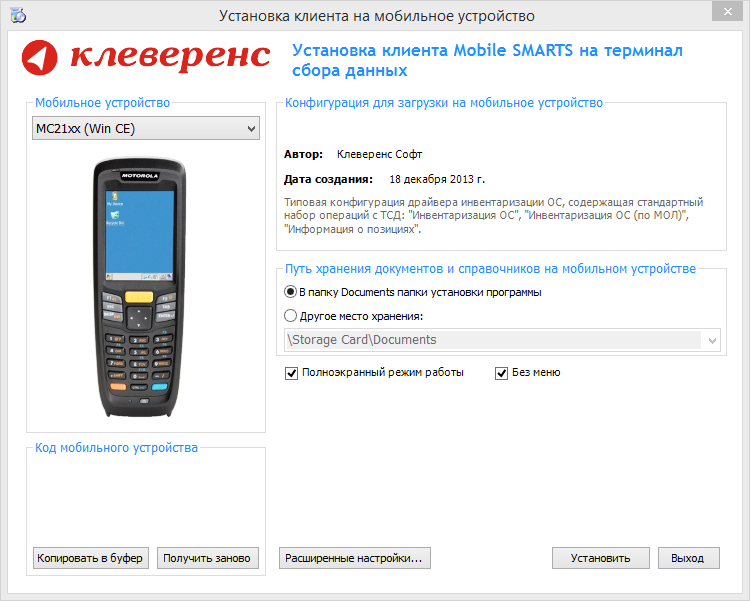 Установка клиента на мобильное устройство
клеверенс
Установка клиента Mobile SMARTS на терминал
сбора данных
Мобильное устройство
MC21xx (Win CE)
MOTOROLA
Конфигурация для загрузки на мобильное устройство
Автор: Клеверенс Софт
Дата создания: 18 декабря 2013 г.
Типовая конфигурация драйвера инвентаризации ОС, содержащая стандартный
набор операций с ТСД: "Инвентаризация ОС", "Инвентаризация ОС (по МОЛ)",
"Информация о позициях".
Путь хранения документов и справочников на мобильном устройстве
В папку Documents папки установки программы
Другое место хранения:
\Storage Card\Documents
Полноэкранный режим работы
Без меню
Код мобильного устройства
Копировать в буфер
Получить заново
Расширенные настройки...
Установить
Выход